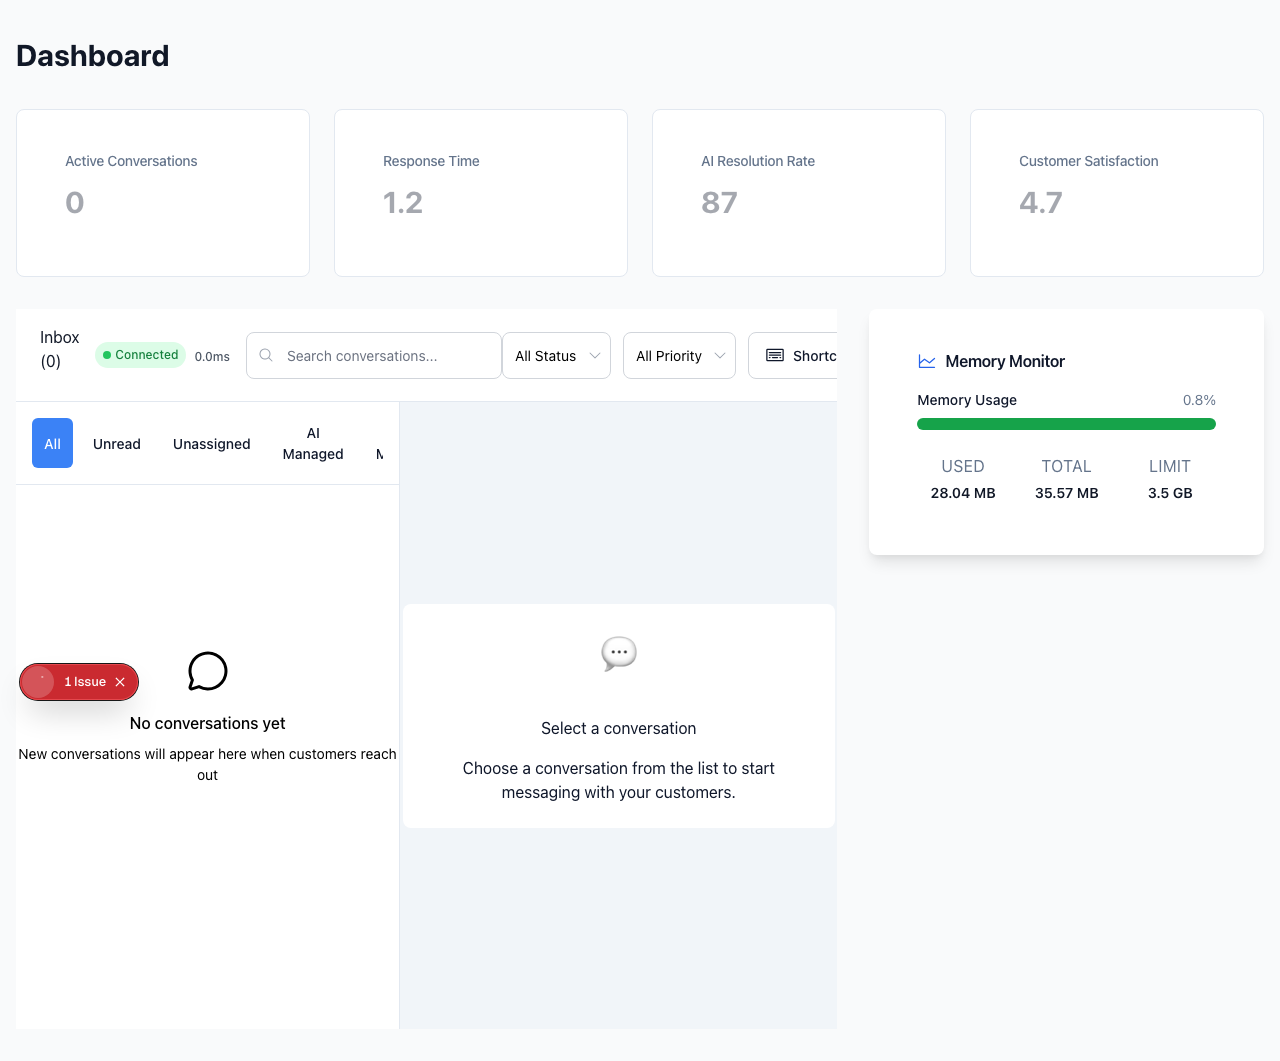 Dashboard
Active Conversations
0
Response Time
1.2
AI Resolution Rate
87
Customer Satisfaction
4.7
Inbox
(0)
Connected
0.0ms
Search conversations...
All Status
All Priority
Shortc
All
Unread
Unassigned
AI
Managed
1 Issue
No conversations yet
New conversations will appear here when customers reach
out
Select a conversation
Choose a conversation from the list to start
messaging with your customers.
Memory Monitor
Memory Usage
0.8%
USED
TOTAL
LIMIT
28.04 MB
35.57 MB
3.5 GB